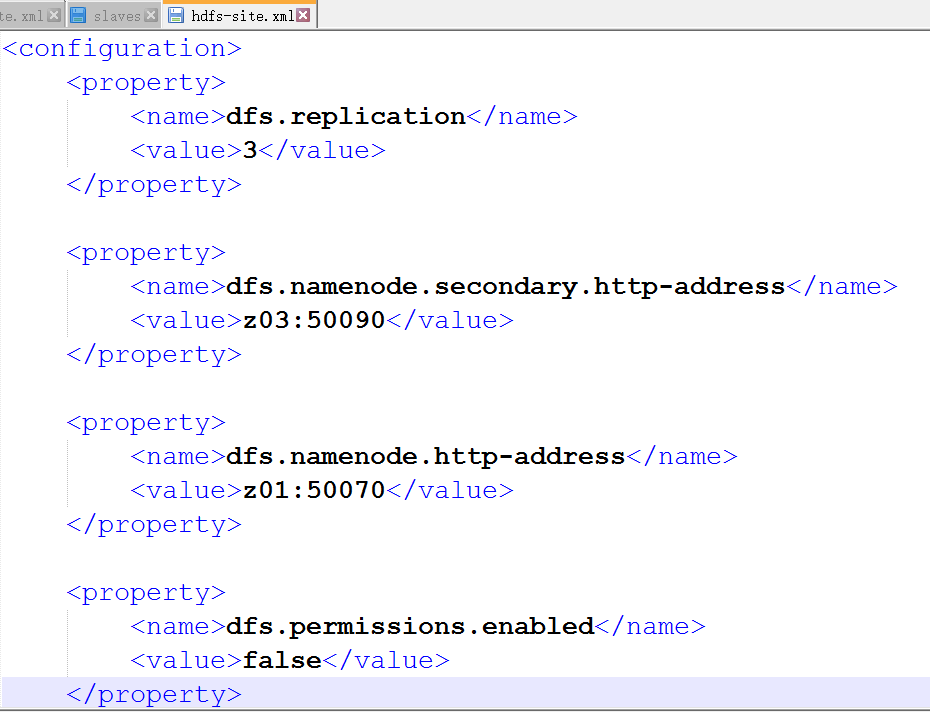 te.xml slaves hdfs-site.xml
<configuration>
    <property>
        <name>dfs.replication</name>
        <value>3</value>
    </property>

    <property>
        <name>dfs.namenode.secondary.http-address</name>
        <value>z03:50090</value>
    </property>

    <property>
        <name>dfs.namenode.http-address</name>
        <value>z01:50070</value>
    </property>

    <property>
        <name>dfs.permissions.enabled</name>
        <value>false</value>
    </property>